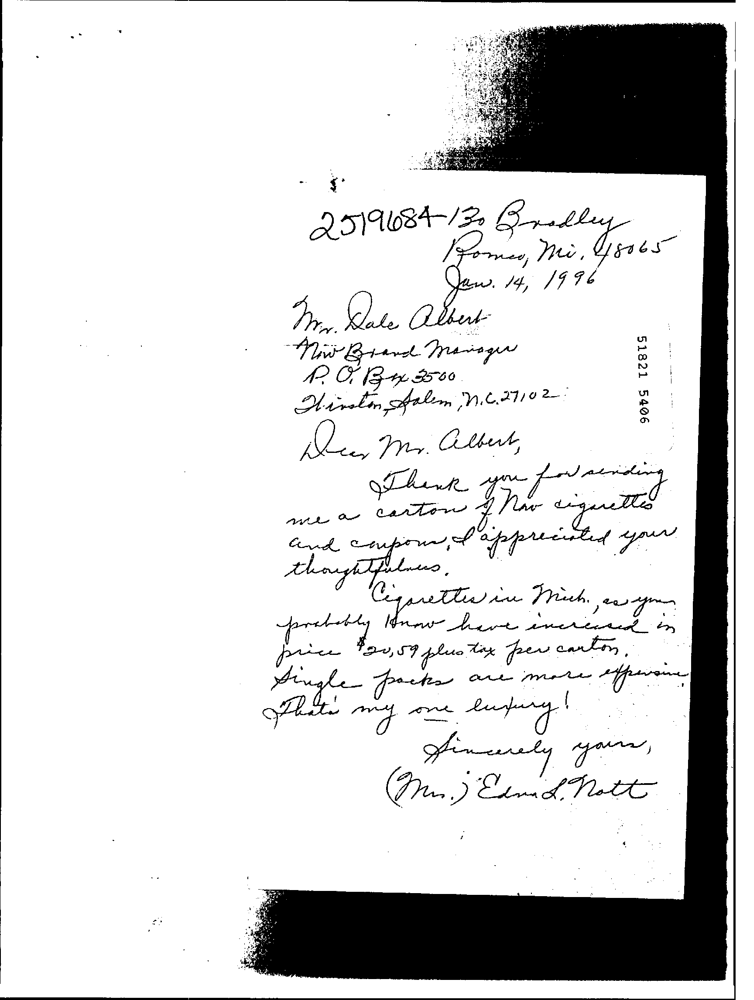 2519684-130 Bradley
Romeo, Mi. 48065
Jan. 14, 1996
Mr. Dale Albert
Now Brand Manager
P. O. Box 3500
Winston, Salem, N.C. 27102
51821 5406
Dear Mr. Albert,
Thank you for sending
me a carton of Now cigarettes
and coupons, I appreciated your
thoughtfulness.
Cigarettes in Mich., as you
probably know have increased in
price $20,59 plus tax per carton.
Single packs are more expensive
That's my one luxury!
Sincerely yours,
(Mrs.) Edna L. Nott